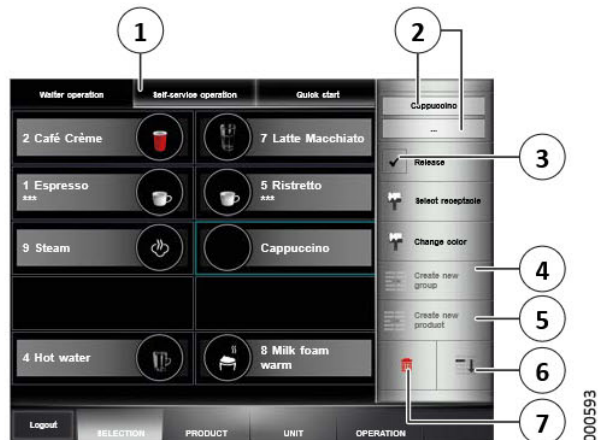 1
2
Waiter operation
Self-service operation
Quick start
Cappuccino
...
2 Café Crème
7 Latte Macchiato
Release
3
1 Espresso
***
5 Ristretto
***
Select receptacle
9 Steam
Cappuccino
Change color
4
Create new
group
Create new
product
5
4 Hot water
8 Milk foam
warm
6
Logout
SELECTION
PRODUCT
UNIT
OPERATION
7
000593